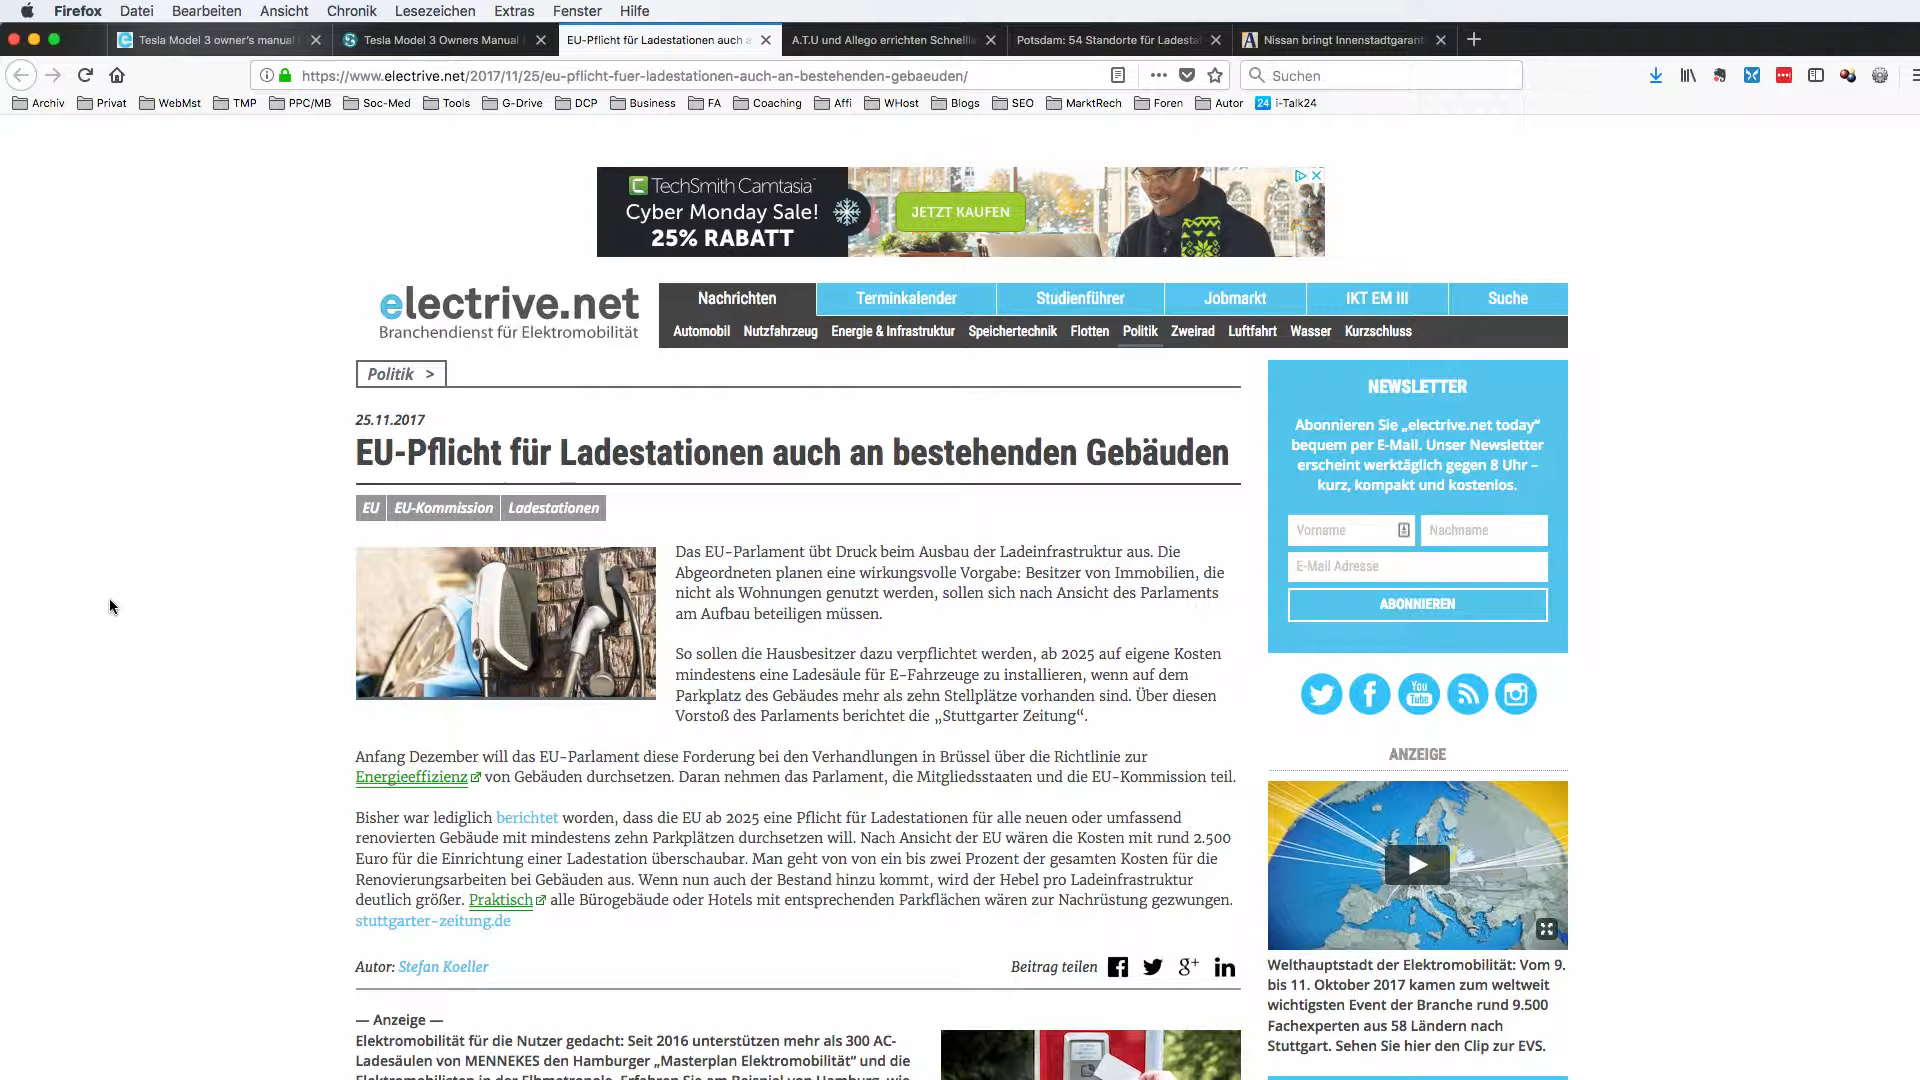 Firefox Datei Bearbeiten Ansicht Chronik Lesezeichen Extras Fenster Hilfe
Tesla Model 3 owner's manual
Tesla Model 3 Owners Manual
EU-Pflicht für Ladestationen auch a
A.T.U und Allego errichten Schnellla
Potsdam: 54 Standorte für Ladesta
Nissan bringt Innenstadtgarant
https://www.electrive.net/2017/11/25/eu-pflicht-fuer-ladestationen-auch-an-bestehenden-gebaeuden/
Suchen
Archiv Privat WebMst TMP PPC/MB Soc-Med Tools G-Drive DCP Business FA Coaching Affi WHost Blogs SEO MarktRech Foren Autor 24 i-Talk24
TechSmith Camtasia
Cyber Monday Sale!
25% RABATT
JETZT KAUFEN
electrive.net
Branchendienst für Elektromobilität
Nachrichten Terminkalender Studienführer Jobmarkt IKT EM III Suche
Automobil Nutzfahrzeug Energie & Infrastruktur Speichertechnik Flotten Politik Zweirad Luftfahrt Wasser Kurzschluss
Politik >
25.11.2017
EU-Pflicht für Ladestationen auch an bestehenden Gebäuden
EU EU-Kommission Ladestationen
Das EU-Parlament übt Druck beim Ausbau der Ladeinfrastruktur aus. Die
Abgeordneten planen eine wirkungsvolle Vorgabe: Besitzer von Immobilien, die
nicht als Wohnungen genutzt werden, sollen sich nach Ansicht des Parlaments
am Aufbau beteiligen müssen.
So sollen die Hausbesitzer dazu verpflichtet werden, ab 2025 auf eigene Kosten
mindestens eine Ladesäule für E-Fahrzeuge zu installieren, wenn auf dem
Parkplatz des Gebäudes mehr als zehn Stellplätze vorhanden sind. Über diesen
Vorstoß des Parlaments berichtet die „Stuttgarter Zeitung“.
Anfang Dezember will das EU-Parlament diese Forderung bei den Verhandlungen in Brüssel über die Richtlinie zur
Energieeffizienz von Gebäuden durchsetzen. Daran nehmen das Parlament, die Mitgliedsstaaten und die EU-Kommission teil.
Bisher war lediglich berichtet worden, dass die EU ab 2025 eine Pflicht für Ladestationen für alle neuen oder umfassend
renovierten Gebäude mit mindestens zehn Parkplätzen durchsetzen will. Nach Ansicht der EU wären die Kosten mit rund 2.500
Euro für die Einrichtung einer Ladestation überschaubar. Man geht von von ein bis zwei Prozent der gesamten Kosten für die
Renovierungsarbeiten bei Gebäuden aus. Wenn nun auch der Bestand hinzu kommt, wird der Hebel pro Ladeinfrastruktur
deutlich größer. Praktisch alle Bürogebäude oder Hotels mit entsprechenden Parkflächen wären zur Nachrüstung gezwungen.
stuttgarter-zeitung.de
Autor: Stefan Koeller
Beitrag teilen
— Anzeige —
Elektromobilität für die Nutzer gedacht: Seit 2016 unterstützen mehr als 300 AC-
Ladesäulen von MENNEKES den Hamburger „Masterplan Elektromobilität“ und die
Elektromobilisten in der Elbmetropole. Erfahren Sie am Beispiel von Hamburg, wie
NEWSLETTER
Abonnieren Sie „electrive.net today“
bequem per E-Mail. Unser Newsletter
erscheint werktäglich gegen 8 Uhr –
kurz, kompakt und kostenlos.
Vorname Nachname
E-Mail Adresse
ABONNIEREN
You
Tube
ANZEIGE
Welthauptstadt der Elektromobilität: Vom 9.
bis 11. Oktober 2017 kamen zum weltweit
wichtigsten Event der Branche rund 9.500
Fachexperten aus 58 Ländern nach
Stuttgart. Sehen Sie hier den Clip zur EVS.